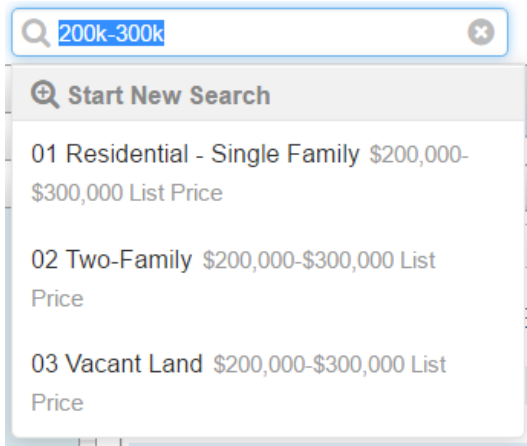 200k-300k
Start New Search
01 Residential - Single Family $200,000-
$300,000 List Price
02 Two-Family $200,000-$300,000 List
Price
03 Vacant Land $200,000-$300,000 List
Price